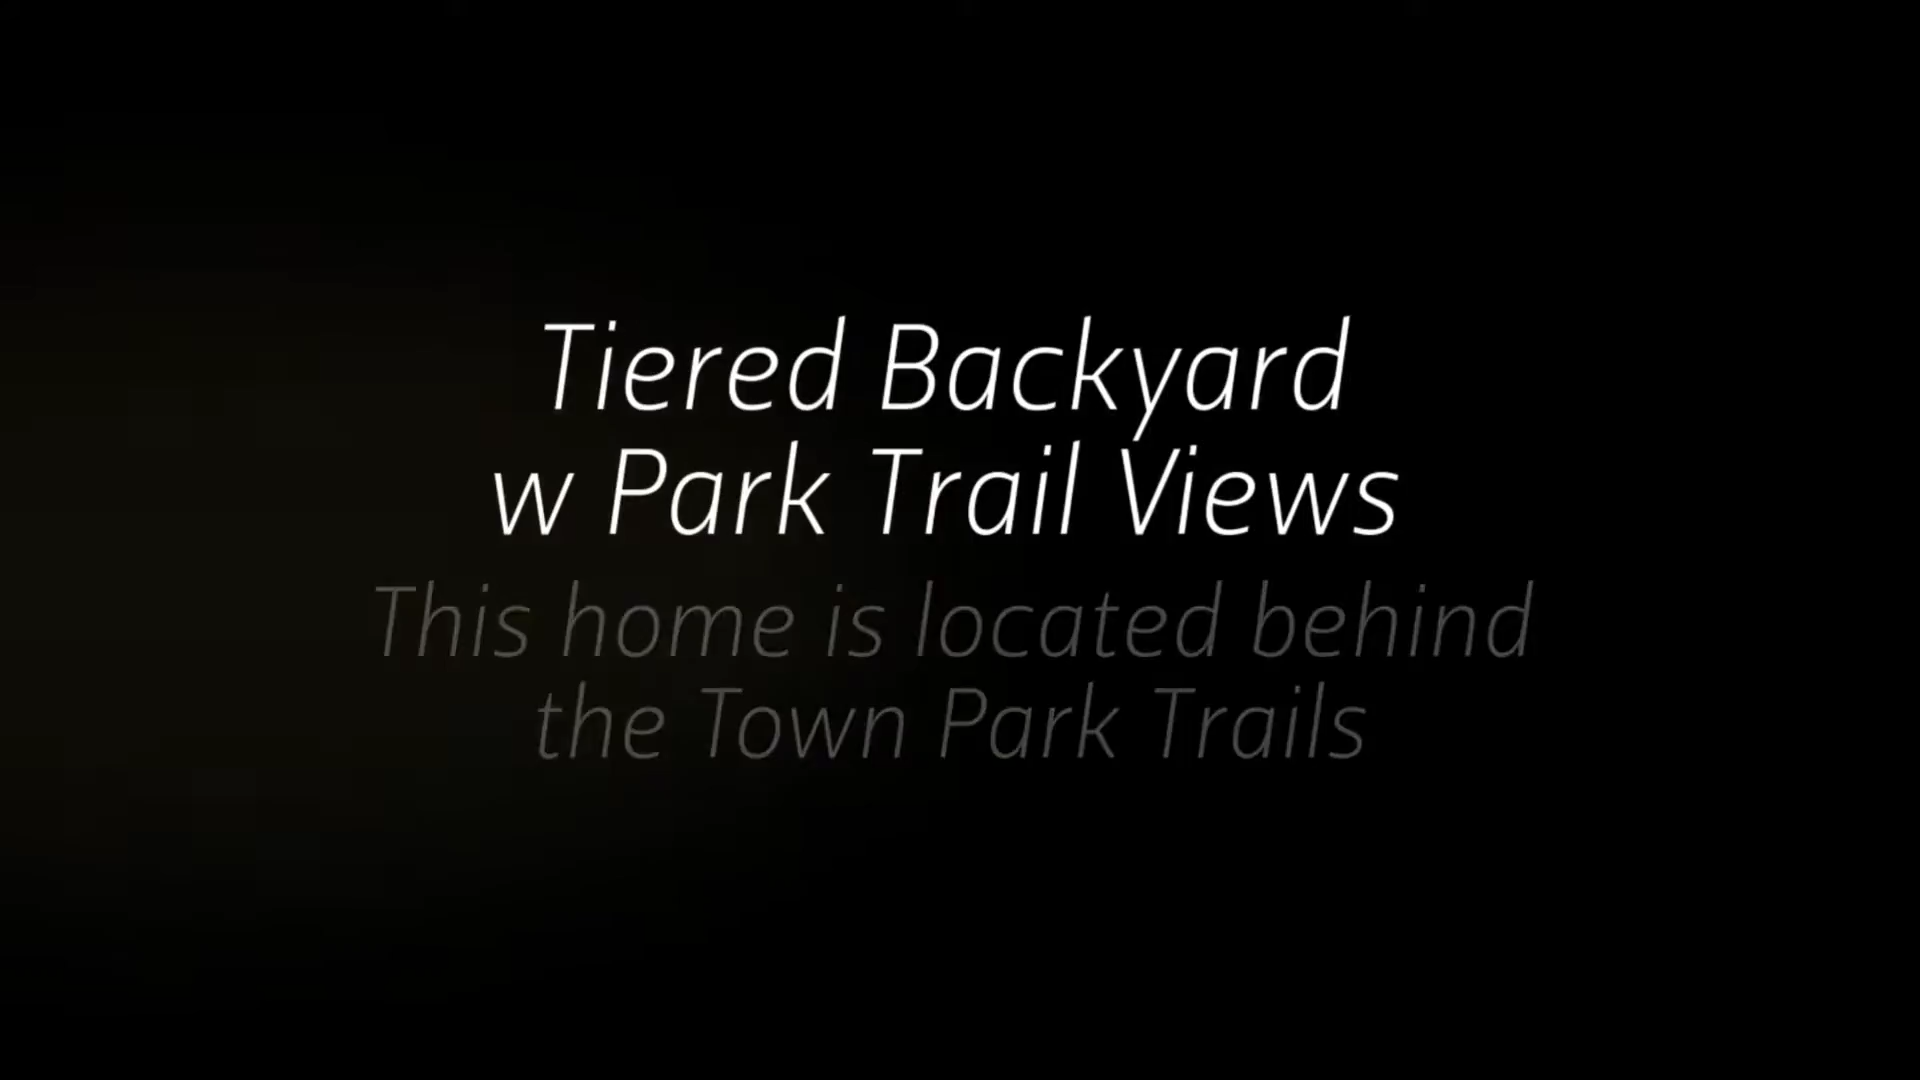 Tiered Backyard
w Park Trail Views
This home is located behind
the Town Park Trails